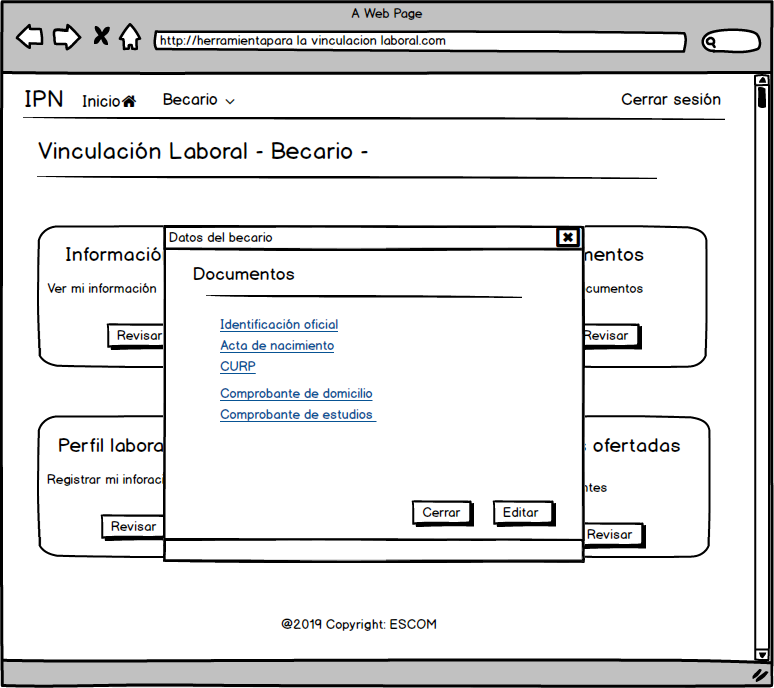 A Web Page
http://herramientapara la vinculacion laboral.com
IPN Inicio Becario Cerrar sesión
Vinculación Laboral - Becario -
Datos del becario
Documentos
Identificación oficial
Acta de nacimiento
CURP
Comprobante de domicilio
Comprobante de estudios
Cerrar Editar
Informació
Ver mi información
Revisar
mentos
cumentos
Revisar
Perfil labora
Registrar mi inforaci
Revisar
s ofertadas
ntes
Revisar
@2019 Copyright: ESCOM